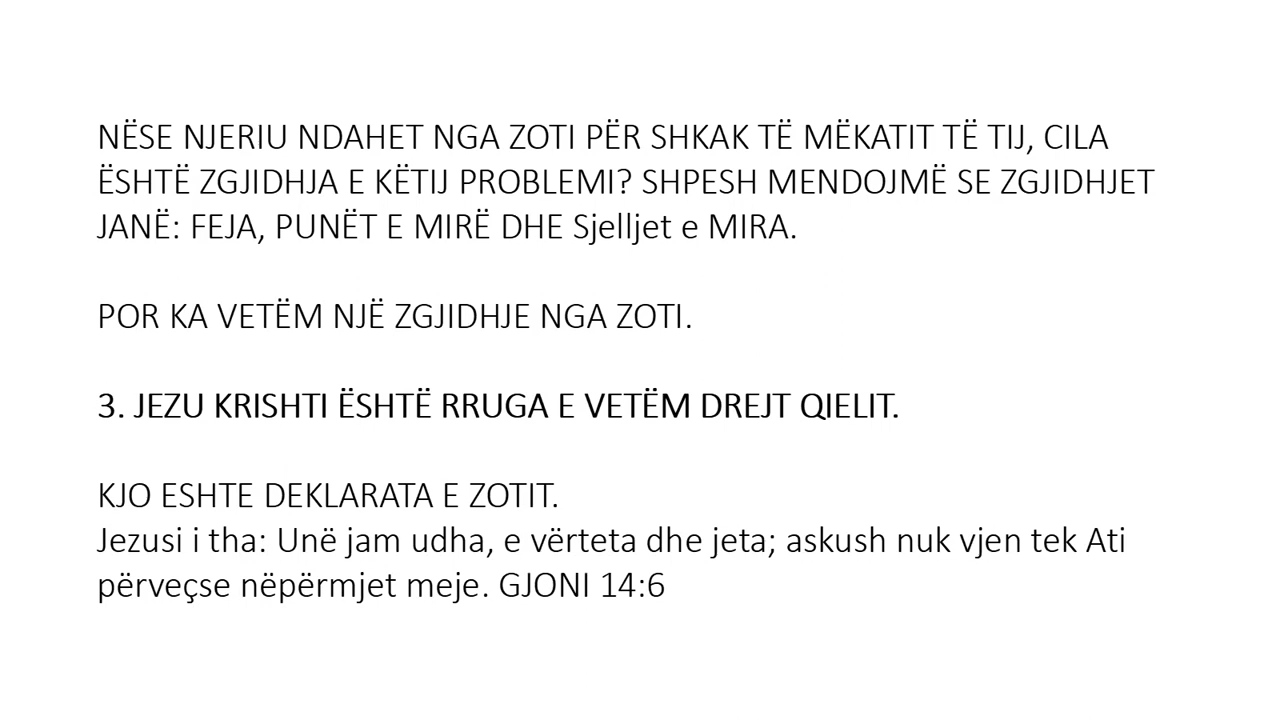 NËSE NJERIU NDAHET NGA ZOTI PËR SHKAK TË MËKATIT TË TIJ, CILA
ËSHTË ZGJIDHJA E KËTIJ PROBLEMI? SHPESH MENDOJMË SE ZGJIDHJET
JANË: FEJA, PUNËT E MIRË DHE Sjelljet e MIRA.
POR KA VETËM NJË ZGJIDHJE NGA ZOTI.
3. JEZU KRISHTI ËSHTË RRUGA E VETËM DREJT QIELIT.
KJO ESHTE DEKLARATA E ZOTIT.
Jezusi i tha: Unë jam udha, e vërteta dhe jeta; askush nuk vjen tek Ati
përveçse nëpërmjet meje. GJONI 14:6